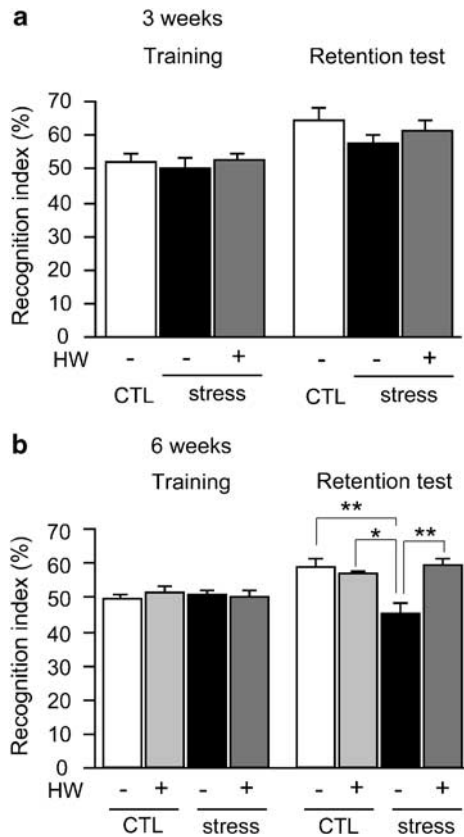 a
3 weeks
Training Retention test
Recognition index (%)
70
60
50
40
30
20
10
0
HW - - + - - +
CTL stress CTL stress
b
6 weeks
Training Retention test
Recognition index (%)
70
60
50
40
30
20
10
0
** * **
HW - + - + - + - +
CTL stress CTL stress